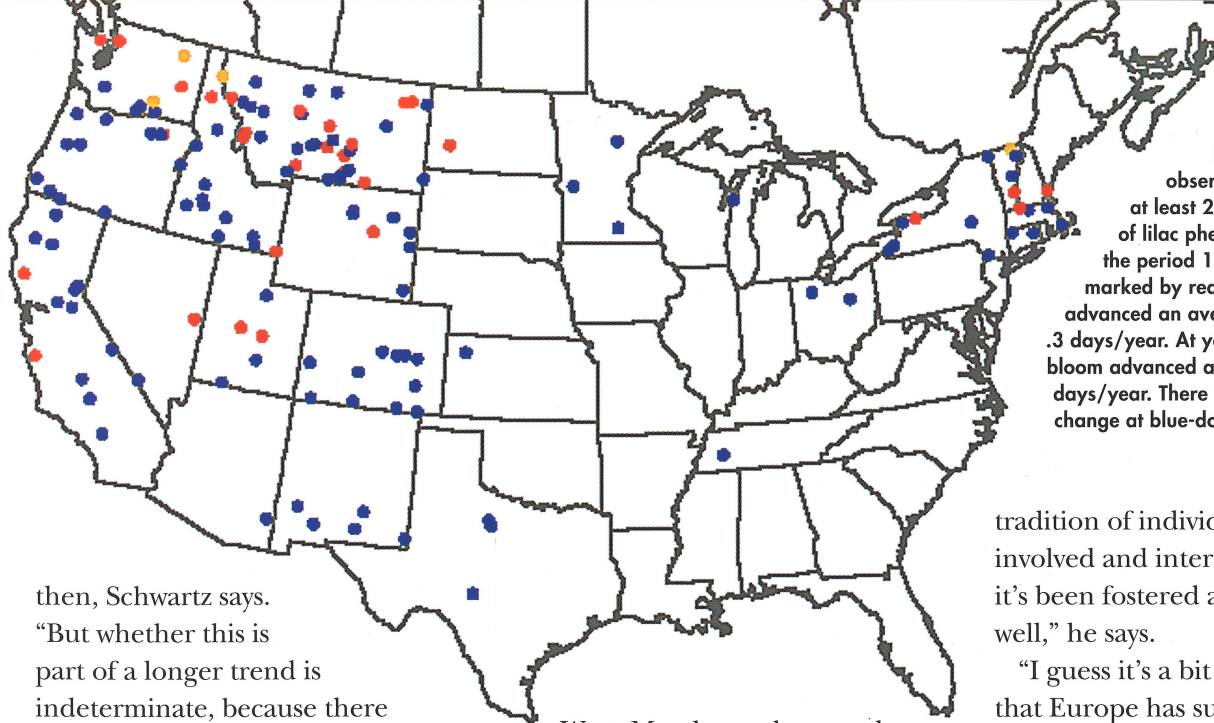 obser
at least 2
of lilac phe
the period 1
marked by red
advanced an ave
.3 days/year. At ye
bloom advanced a
days/year. There
change at blue-do
then, Schwartz says.
“But whether this is
part of a longer trend is
indeterminate, because there
tradition of individ
involved and inter
it’s been fostered a
well,” he says.
“I guess it’s a bit
that Europe has su